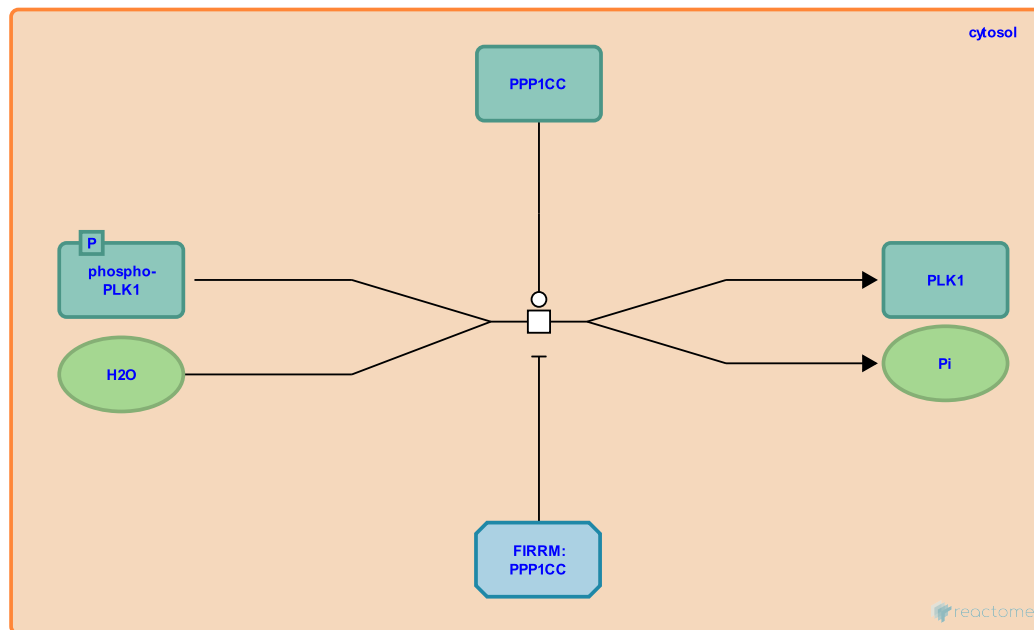 cytosol
PPP1CC
P
phospho-
PLK1
PLK1
H2O
Pi
FIRRM:
PPP1CC
reactome